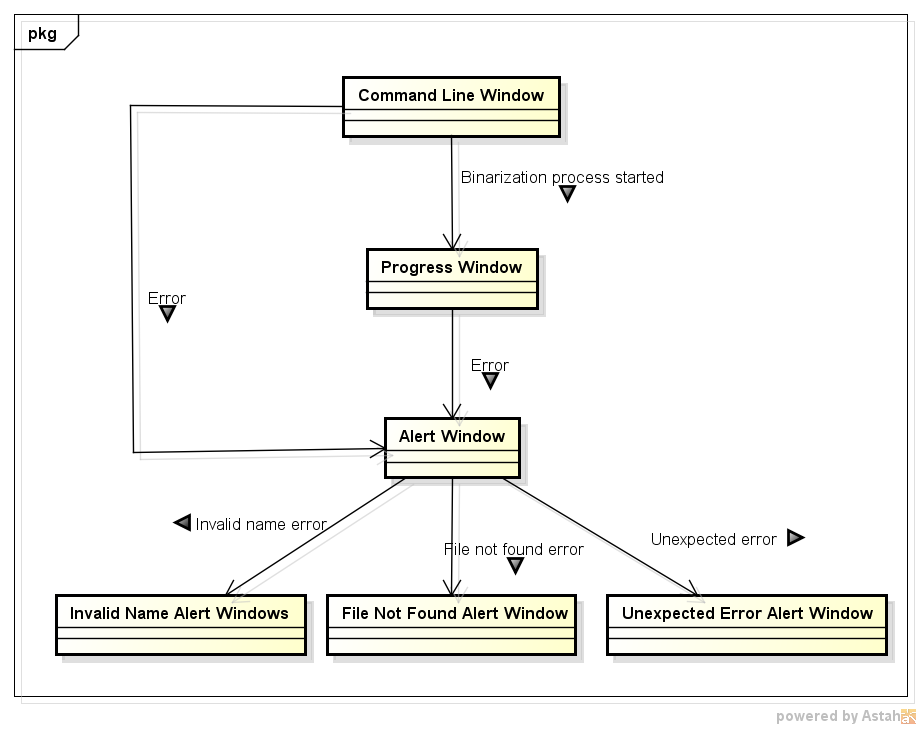 pkg
Command Line Window
Binarization process started
Progress Window
Error
Error
Alert Window
Invalid name error
File not found error
Unexpected error
Invalid Name Alert Windows
File Not Found Alert Window
Unexpected Error Alert Window
powered by Astah